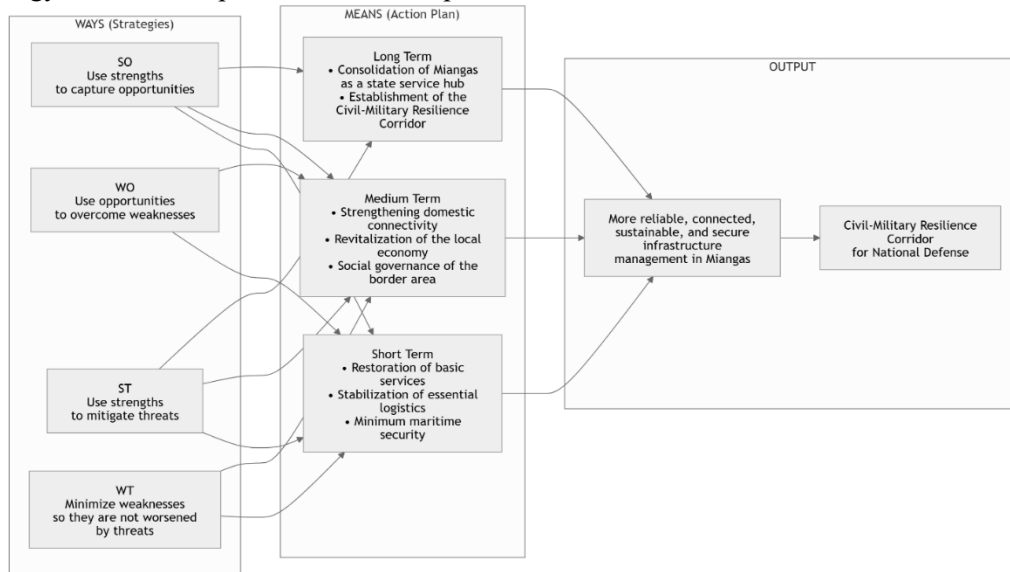 WAYS (Strategies)
SO
Use strengths
to capture opportunities
WO
Use opportunities
to overcome weaknesses
ST
Use strengths
to mitigate threats
WT
Minimize weaknesses
so they are not worsened
by threats
MEANS (Action Plan)
Long Term
• Consolidation of Miangas
as a state service hub
• Establishment of the
Civil-Military Resilience
Corridor
Medium Term
• Strengthening domestic
connectivity
• Revitalization of the local
economy
• Social governance of the
border area
Short Term
• Restoration of basic
services
• Stabilization of essential
logistics
• Minimum maritime
security
OUTPUT
More reliable, connected,
sustainable, and secure
infrastructure
management in Miangas
Civil-Military Resilience
Corridor
for National Defense